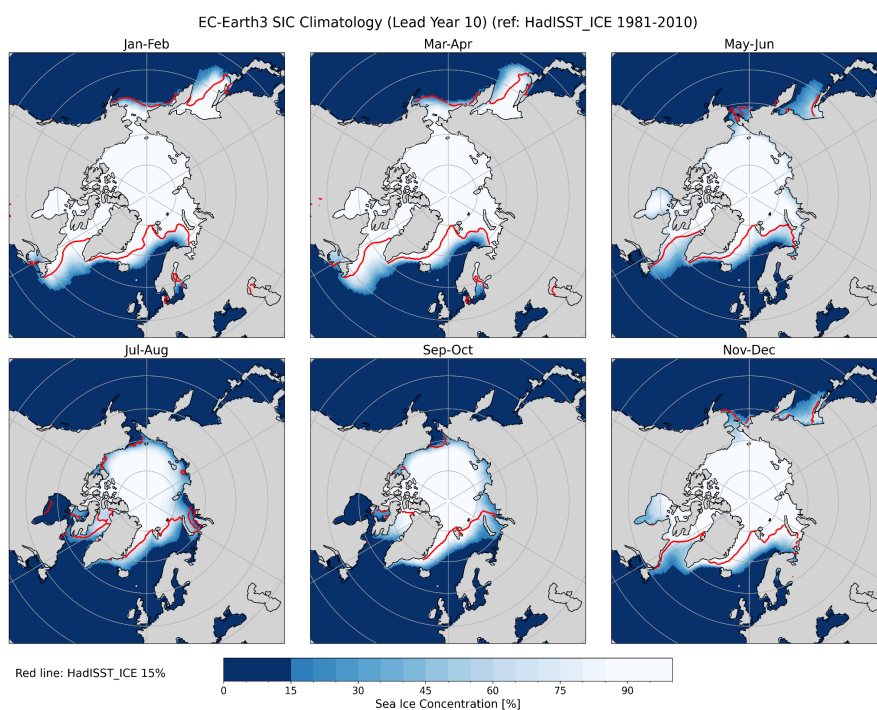 EC-Earth3 SIC Climatology (Lead Year 10) (ref: HadISST_ICE 1981-2010)
Jan-Feb
Mar-Apr
May-Jun
Jul-Aug
Sep-Oct
Nov-Dec
Red line: HadISST_ICE 15%
0 15 30 45 60 75 90
Sea Ice Concentration [%]